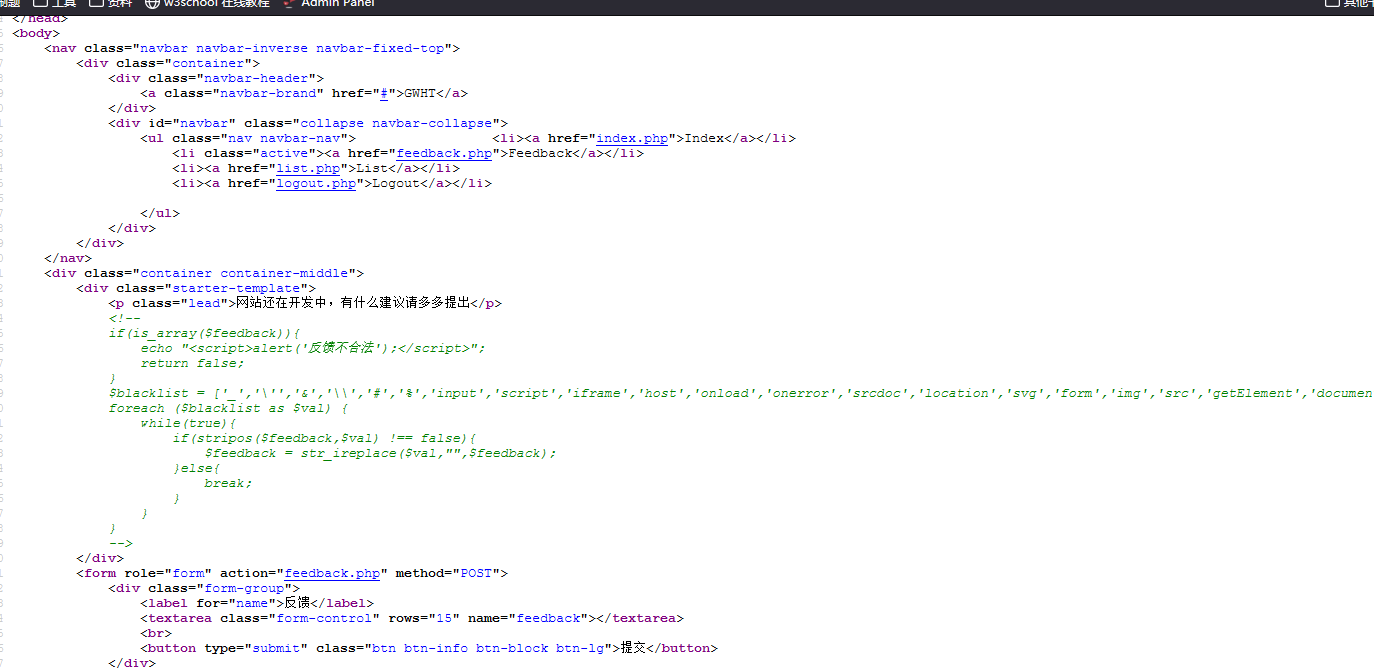 工具 资料 w3school 在线教程 Admin Panel
</head>
<body>
<nav class="navbar navbar-inverse navbar-fixed-top">
<div class="container">
<div class="navbar-header">
<a class="navbar-brand" href="#">GWHT</a>
</div>
<div id="navbar" class="collapse navbar-collapse">
<ul class="nav navbar-nav"> <li><a href="index.php">Index</a></li>
<li class="active"><a href="feedback.php">Feedback</a></li>
<li><a href="list.php">List</a></li>
<li><a href="logout.php">Logout</a></li>
</ul>
</div>
</div>
</nav>
<div class="container container-middle">
<div class="starter-template">
<p class="lead">网站还在开发中，有什么建议请多多提出</p>
<!--
if(is_array($feedback)){
echo "<script>alert('反馈不合法');</script>";
return false;
}
$blacklist = ['_','\'','&','\\','#','%','input','script','iframe','host','onload','onerror','srcdoc','location','svg','form','img','src','getElement','documen
foreach ($blacklist as $val) {
while(true){
if(stripos($feedback,$val) !== false){
$feedback = str_ireplace($val,"",$feedback);
}else{
break;
}
}
}
-->
</div>
<form role="form" action="feedback.php" method="POST">
<div class="form-group">
<label for="name">反馈</label>
<textarea class="form-control" rows="15" name="feedback"></textarea>
<br>
<button type="submit" class="btn btn-info btn-block btn-lg">提交</button>
</div>